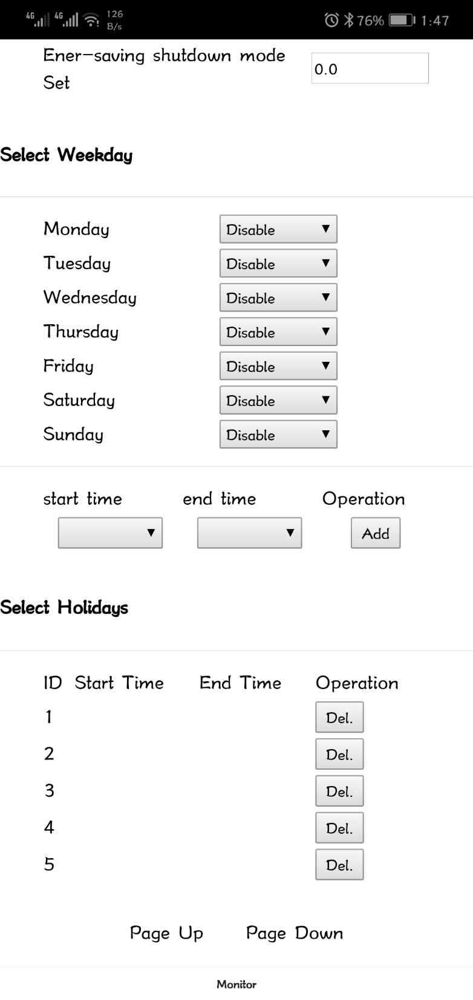 4G 4G 126 B/s 76% 1:47
Ener-saving shutdown mode
Set
0.0
Select Weekday
Monday Disable
Tuesday Disable
Wednesday Disable
Thursday Disable
Friday Disable
Saturday Disable
Sunday Disable
start time end time Operation
Add
Select Holidays
ID Start Time End Time Operation
1 Del.
2 Del.
3 Del.
4 Del.
5 Del.
Page Up Page Down
Monitor